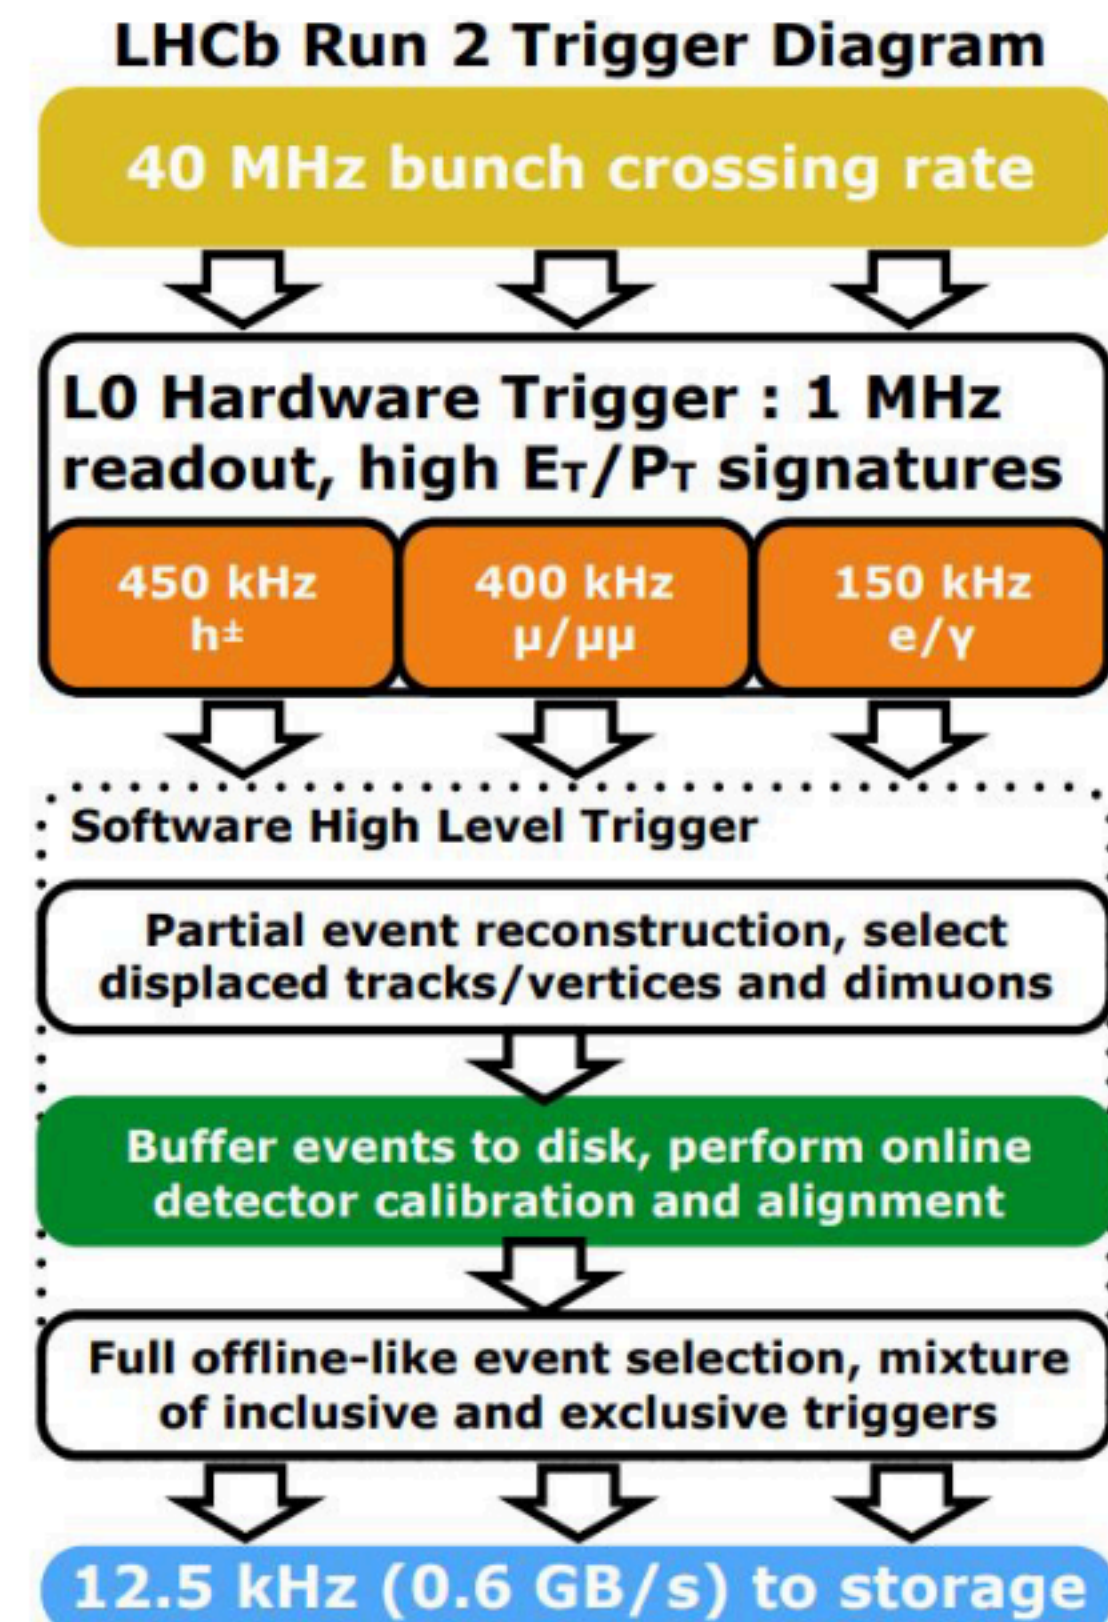 LHCb Run 2 Trigger Diagram
40 MHz bunch crossing rate
L0 Hardware Trigger : 1 MHz
readout, high ET/PT signatures
450 kHz
h±
400 kHz
µ/µµ
150 kHz
e/γ
Software High Level Trigger
Partial event reconstruction, select
displaced tracks/vertices and dimuons
Buffer events to disk, perform online
detector calibration and alignment
Full offline-like event selection, mixture
of inclusive and exclusive triggers
12.5 kHz (0.6 GB/s) to storage